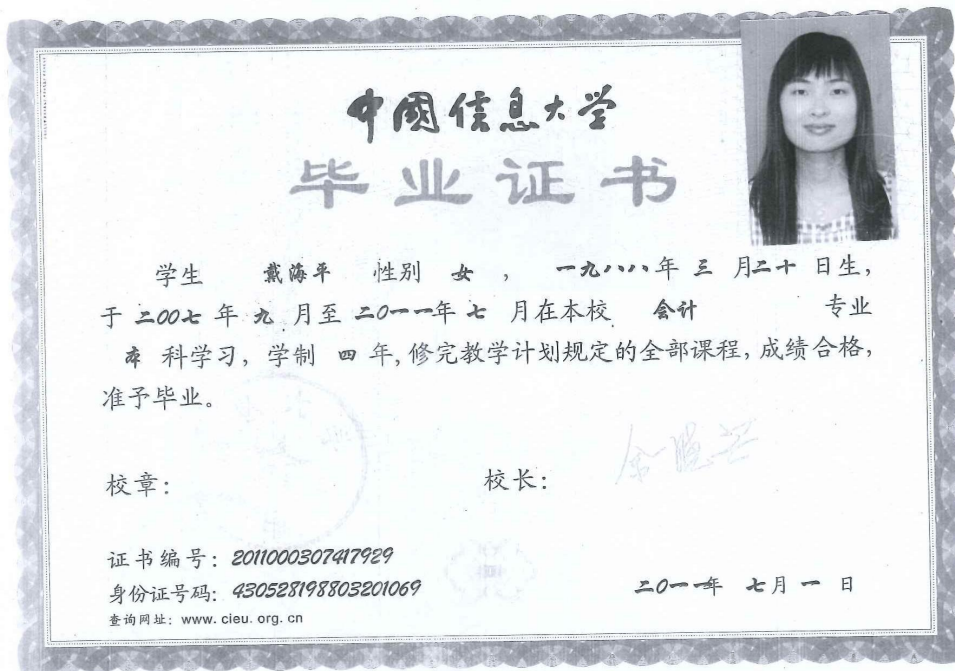 中國信息大学
毕业证书
学生 戴海平 性别 女 , 一九八八年 三 月二十 日生,
于 二00七 年 九 月至 二0一一年 七 月在本校 会计 专业
本 科学习, 学制 四 年, 修完教学计划规定的全部课程, 成绩合格,
准予毕业。
校章: 校长:
证书编号: 2011000307417929
身份证号码: 430528198803201069 二0一一年 七月 一 日
查询网址: www. cieu. org. cn